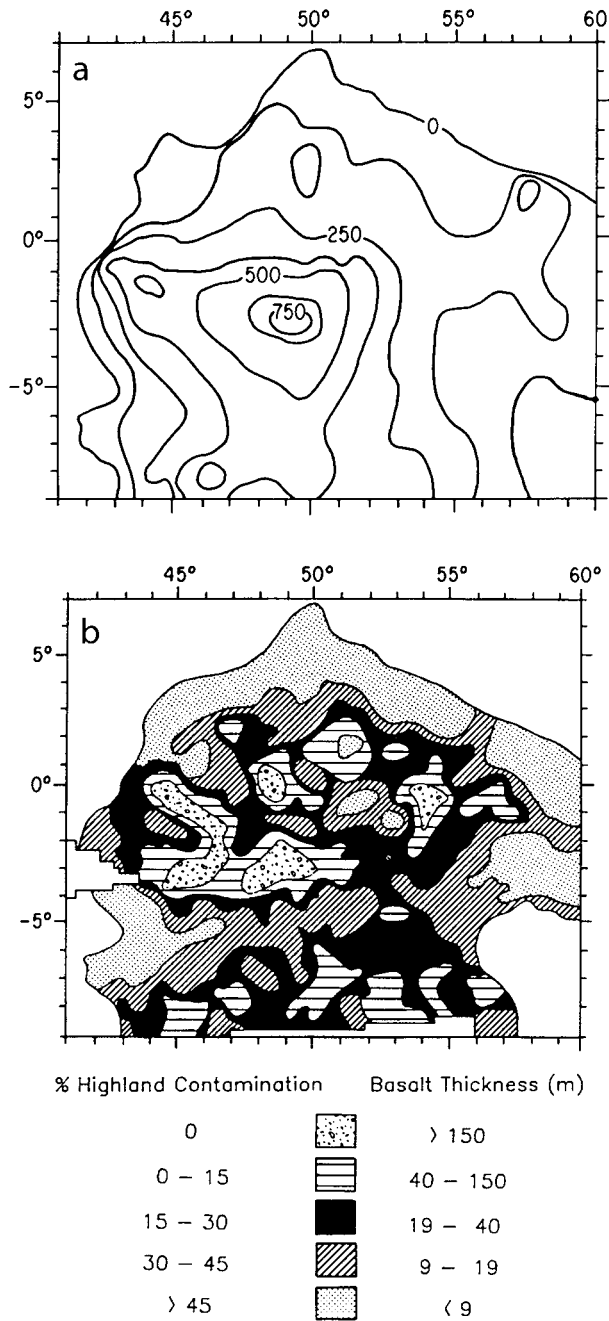 45° 50° 55° 60
a
5°
0°
-5°
0
250
500
750
45° 50° 55° 60°
b
5°
0°
-5°
% Highland Contamination Basalt Thickness (m)
0 > 150
0 - 15 40 - 150
15 - 30 19 - 40
30 - 45 9 - 19
> 45 < 9